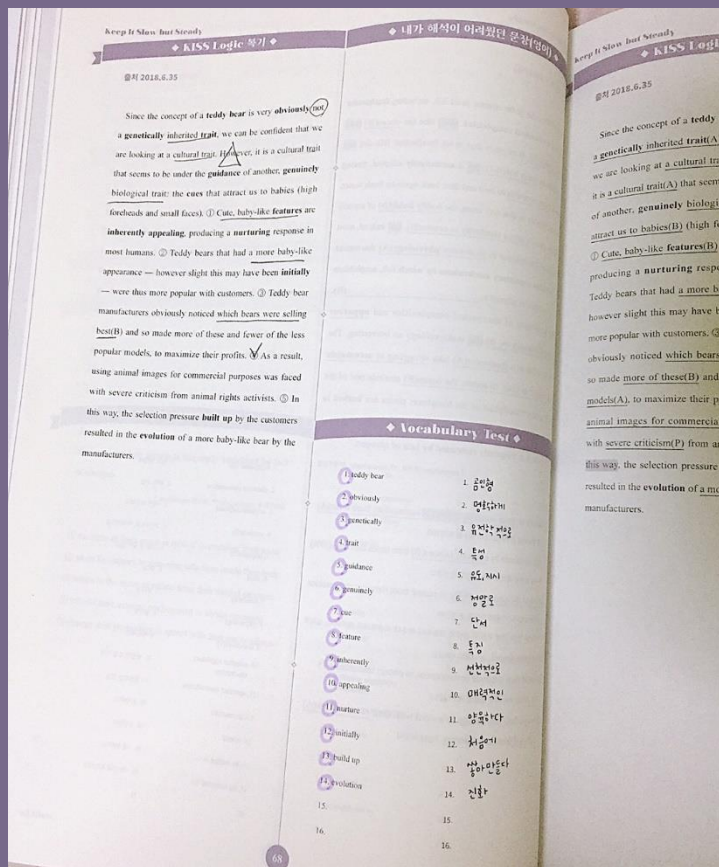 Keep It Slow but Steady
◆ KISS Logic 복기 ◆
출처 2018.6.35
Since the concept of a teddy bear is very obviously not
a genetically inherited trait, we can be confident that we
are looking at a cultural trait. However, it is a cultural trait
that seems to be under the guidance of another, genuinely
biological trait: the cues that attract us to babies (high
foreheads and small faces). ① Cute, baby-like features are
inherently appealing, producing a nurturing response in
most humans. ② Teddy bears that had a more baby-like
appearance — however slight this may have been initially
— were thus more popular with customers. ③ Teddy bear
manufacturers obviously noticed which bears were selling
best(B) and so made more of these and fewer of the less
popular models, to maximize their profits. ④ As a result,
using animal images for commercial purposes was faced
with severe criticism from animal rights activists. ⑤ In
this way, the selection pressure built up by the customers
resulted in the evolution of a more baby-like bear by the
manufacturers.
◆ 내가 해석이 어려웠던 문장(영어) ◆
◆ Vocabulary Test ◆
1. teddy bear 1. 곰인형
2. obviously 2. 명확하게
3. genetically 3. 유전학적으로
4. trait 4. 특성
5. guidance 5. 유도, 지시
6. genuinely 6. 정말로
7. cue 7. 단서
8. feature 8. 특징
9. inherently 9. 선천적으로
10. appealing 10. 매력적인
11. nurture 11. 양육하다
12. initially 12. 처음에
13. build up 13. 쌓아만들다
14. evolution 14. 진화
15. 15.
16. 16.
68
Keep It Slow but Steady
◆ KISS Logi
출처 2018.6.35
Since the concept of a teddy
a genetically inherited trait(A
we are looking at a cultural tra
it is a cultural trait(A) that seem
of another, genuinely biologi
attract us to babies(B) (high fo
① Cute, baby-like features(B)
producing a nurturing resp
Teddy bears that had a more b
however slight this may have b
more popular with customers. ③
obviously noticed which bears
so made more of these(B) and
models(A), to maximize their p
animal images for commercia
with severe criticism(P) from an
this way, the selection pressure
resulted in the evolution of a mo
manufacturers.